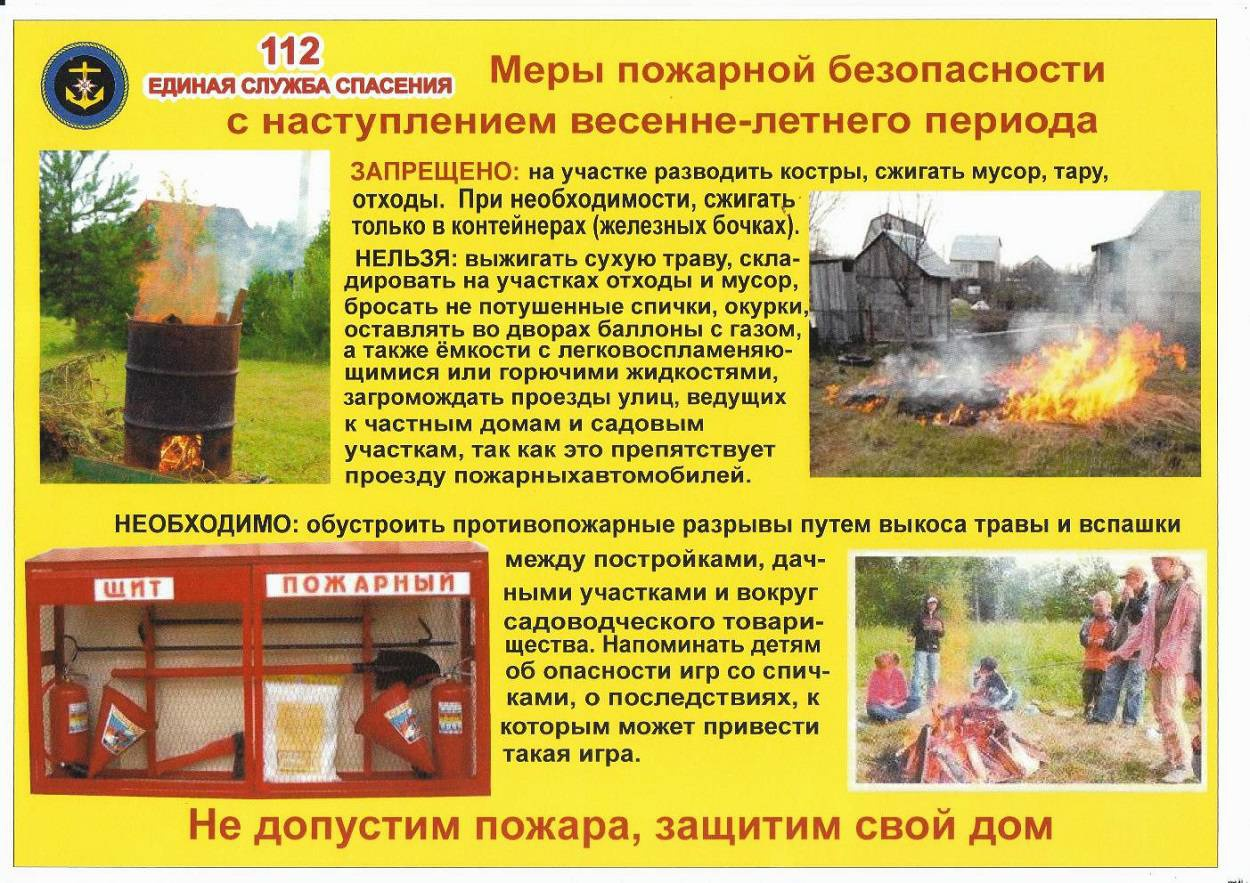 112
ЕДИНАЯ СЛУЖБА СПАСЕНИЯ
Меры пожарной безопасности
с наступлением весенне-летнего периода
ЗАПРЕЩЕНО: на участке разводить костры, сжигать мусор, тару,
отходы. При необходимости, сжигать
только в контейнерах (железных бочках).
НЕЛЬЗЯ: выжигать сухую траву, скла-
дировать на участках отходы и мусор,
бросать не потушенные спички, окурки,
оставлять во дворах баллоны с газом,
а также ёмкости с легковоспламеняю-
щимися или горючими жидкостями,
загромождать проезды улиц, ведущих
к частным домам и садовым
участкам, так как это препятствует
проезду пожарныхавтомобилей.
НЕОБХОДИМО: обустроить противопожарные разрывы путем выкоса травы и вспашки
между постройками, дач-
ными участками и вокруг
садоводческого товари-
щества. Напоминать детям
об опасности игр со спич-
ками, о последствиях, к
которым может привести
такая игра.
ЩИТ ПОЖАРНЫЙ
Не допустим пожара, защитим свой дом